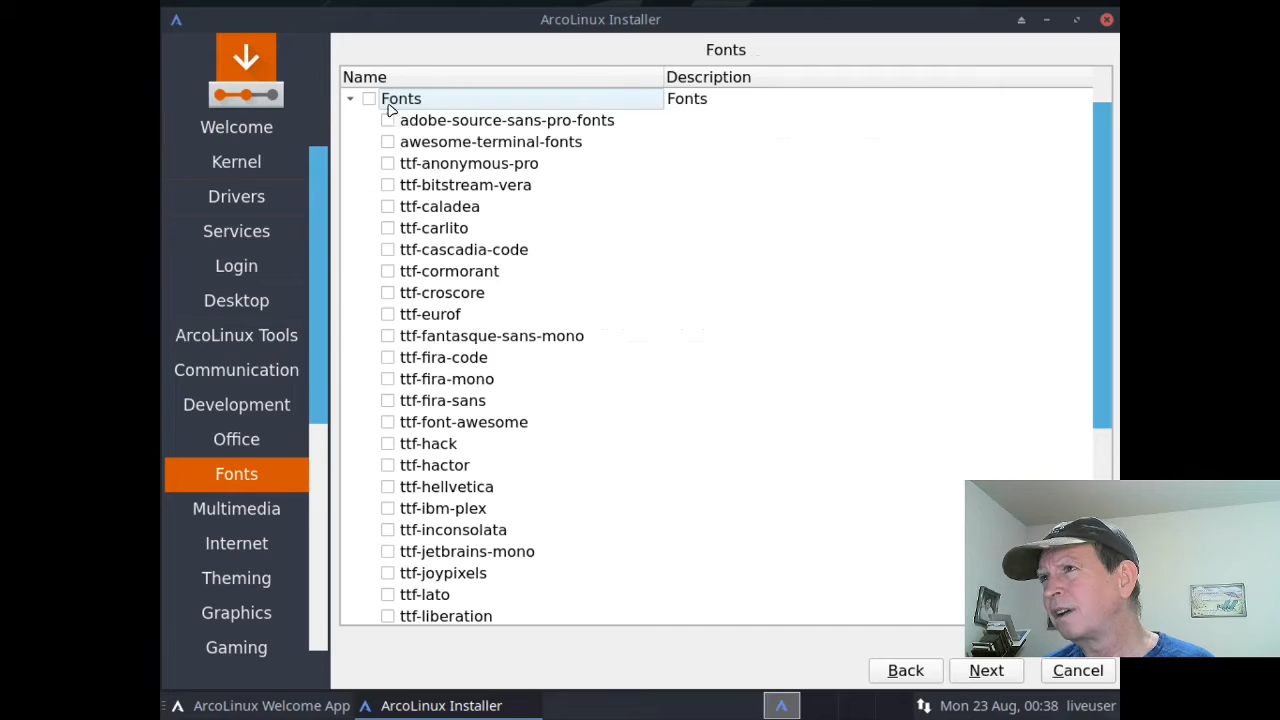 ArcoLinux Installer
Fonts
Name Description
Fonts Fonts
adobe-source-sans-pro-fonts
awesome-terminal-fonts
ttf-anonymous-pro
ttf-bitstream-vera
ttf-caladea
ttf-carlito
ttf-cascadia-code
ttf-cormorant
ttf-croscore
ttf-eurof
ttf-fantasque-sans-mono
ttf-fira-code
ttf-fira-mono
ttf-fira-sans
ttf-font-awesome
ttf-hack
ttf-hactor
ttf-hellvetica
ttf-ibm-plex
ttf-inconsolata
ttf-jetbrains-mono
ttf-joypixels
ttf-lato
ttf-liberation
Welcome
Kernel
Drivers
Services
Login
Desktop
ArcoLinux Tools
Communication
Development
Office
Fonts
Multimedia
Internet
Theming
Graphics
Gaming
Back Next Cancel
ArcoLinux Welcome App ArcoLinux Installer Mon 23 Aug, 00:38 liveuser